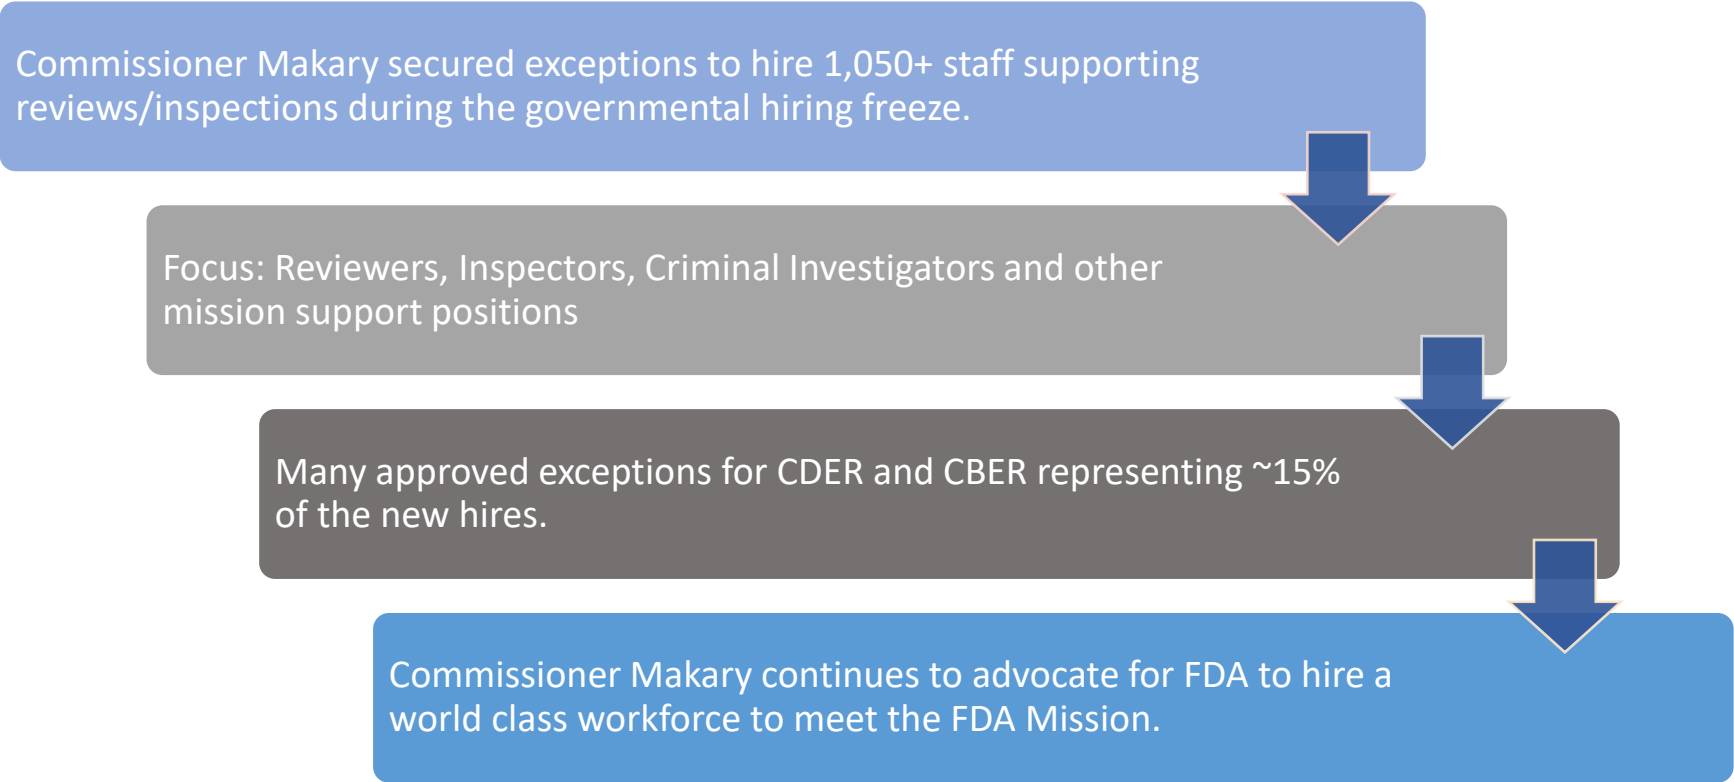 Commissioner Makary secured exceptions to hire 1,050+ staff supporting
reviews/inspections during the governmental hiring freeze.
Focus: Reviewers, Inspectors, Criminal Investigators and other
mission support positions
Many approved exceptions for CDER and CBER representing ~15%
of the new hires.
Commissioner Makary continues to advocate for FDA to hire a
world class workforce to meet the FDA Mission.